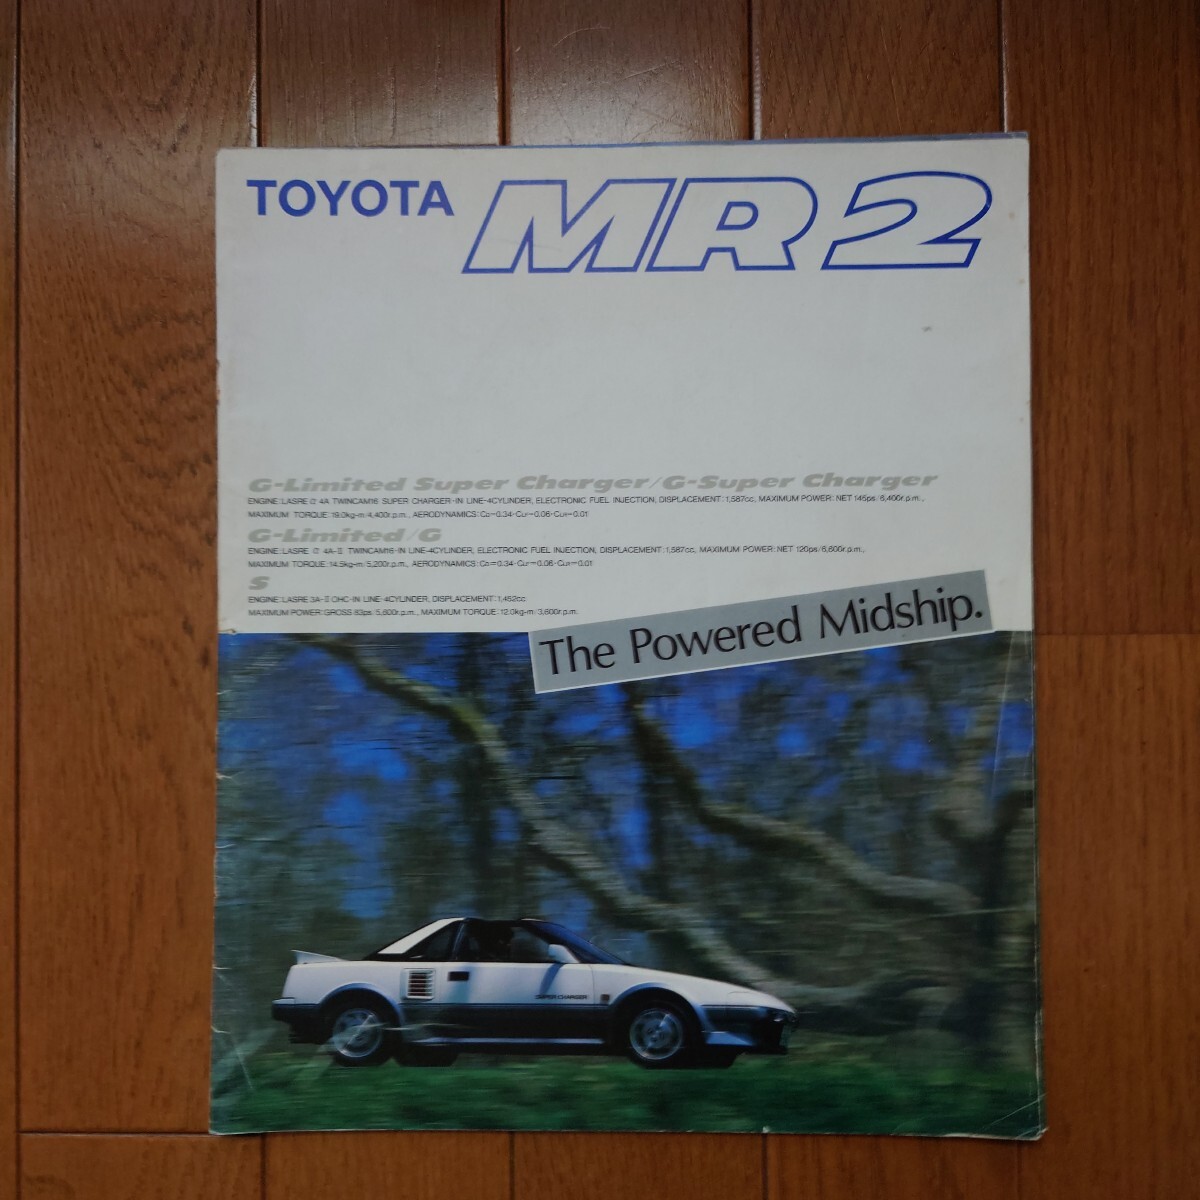 TOYOTA MR2
G-Limited Super Charger/G-Super Charger
ENGINE:LASRE α 4A TWINCAM16 SUPER CHARGER-IN LINE-4CYLINDER, ELECTRONIC FUEL INJECTION, DISPLACEMENT:1,587cc, MAXIMUM POWER:NET 145ps/6,400r.p.m.,
MAXIMUM TORQUE:19.0kg-m/4,400r.p.m., AERODYNAMICS:CD=0.34-CLF=0.06-CLR=0.01
G-Limited/G
ENGINE:LASRE α 4A-II TWINCAM16-IN LINE-4CYLINDER, ELECTRONIC FUEL INJECTION, DISPLACEMENT:1,587cc, MAXIMUM POWER:NET 120ps/6,600r.p.m.,
MAXIMUM TORQUE:14.5kg-m/5,200r.p.m., AERODYNAMICS:CD=0.34-CLF=0.06-CLR=0.01
S
ENGINE:LASRE 3A-II OHC-IN LINE-4CYLINDER, DISPLACEMENT:1,452cc,
MAXIMUM POWER:GROSS 83ps/5,600r.p.m., MAXIMUM TORQUE:12.0kg-m/3,600r.p.m.
The Powered Midship.
SUPER CHARGER